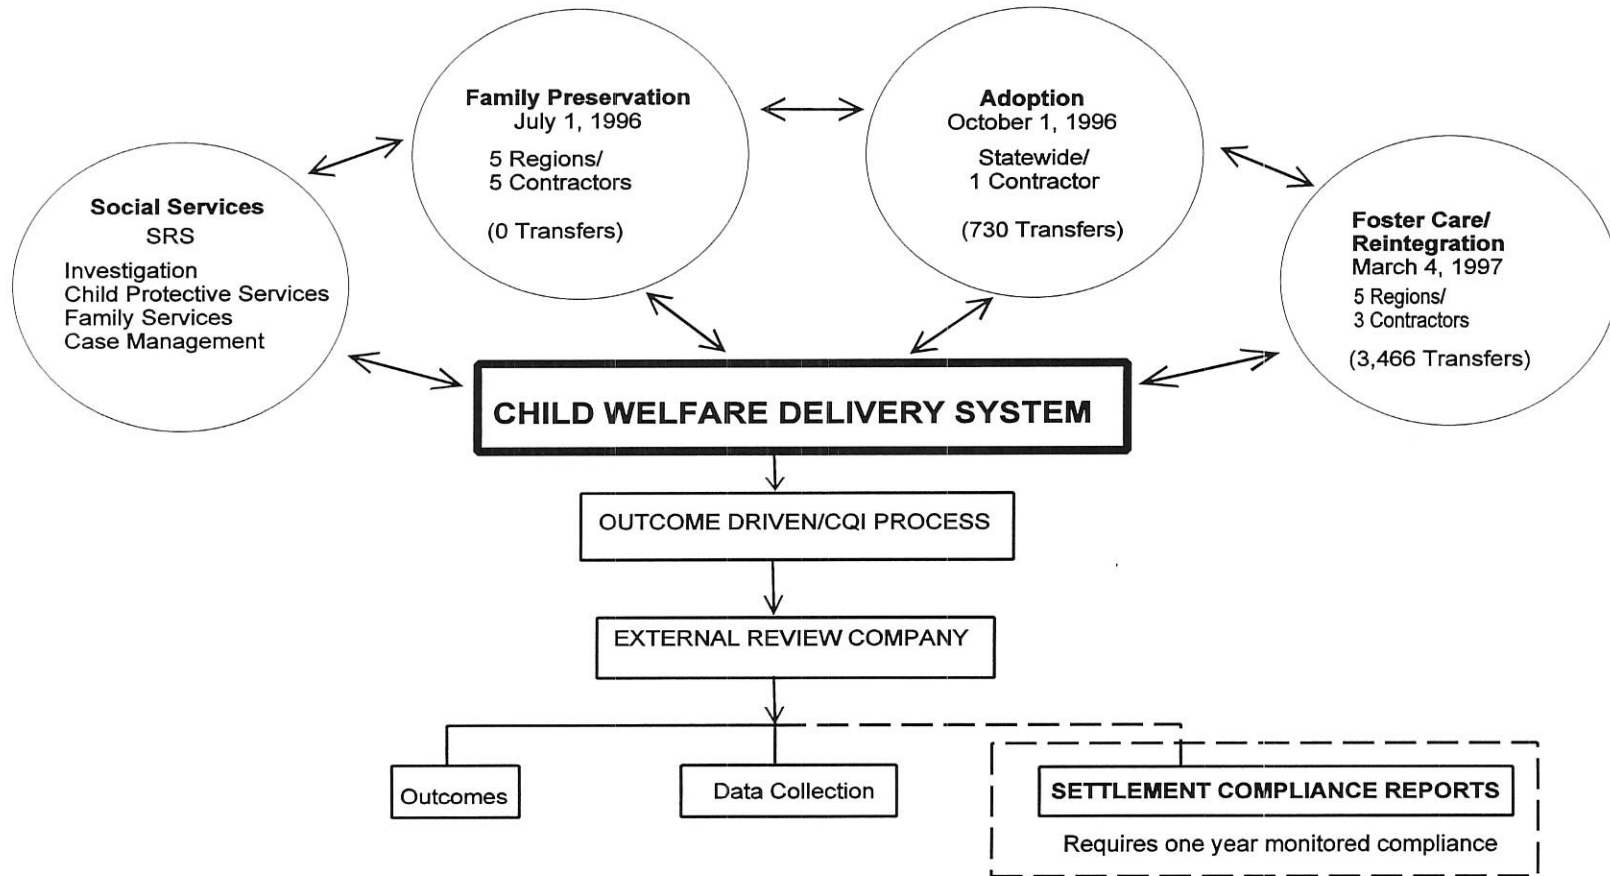 Family Preservation
July 1, 1996
5 Regions/
5 Contractors
(0 Transfers)
Adoption
October 1, 1996
Statewide/
1 Contractor
(730 Transfers)
Social Services
SRS
Investigation
Child Protective Services
Family Services
Case Management
Foster Care/
Reintegration
March 4, 1997
5 Regions/
3 Contractors
(3,466 Transfers)
CHILD WELFARE DELIVERY SYSTEM
OUTCOME DRIVEN/CQI PROCESS
EXTERNAL REVIEW COMPANY
Outcomes
Data Collection
SETTLEMENT COMPLIANCE REPORTS
Requires one year monitored compliance